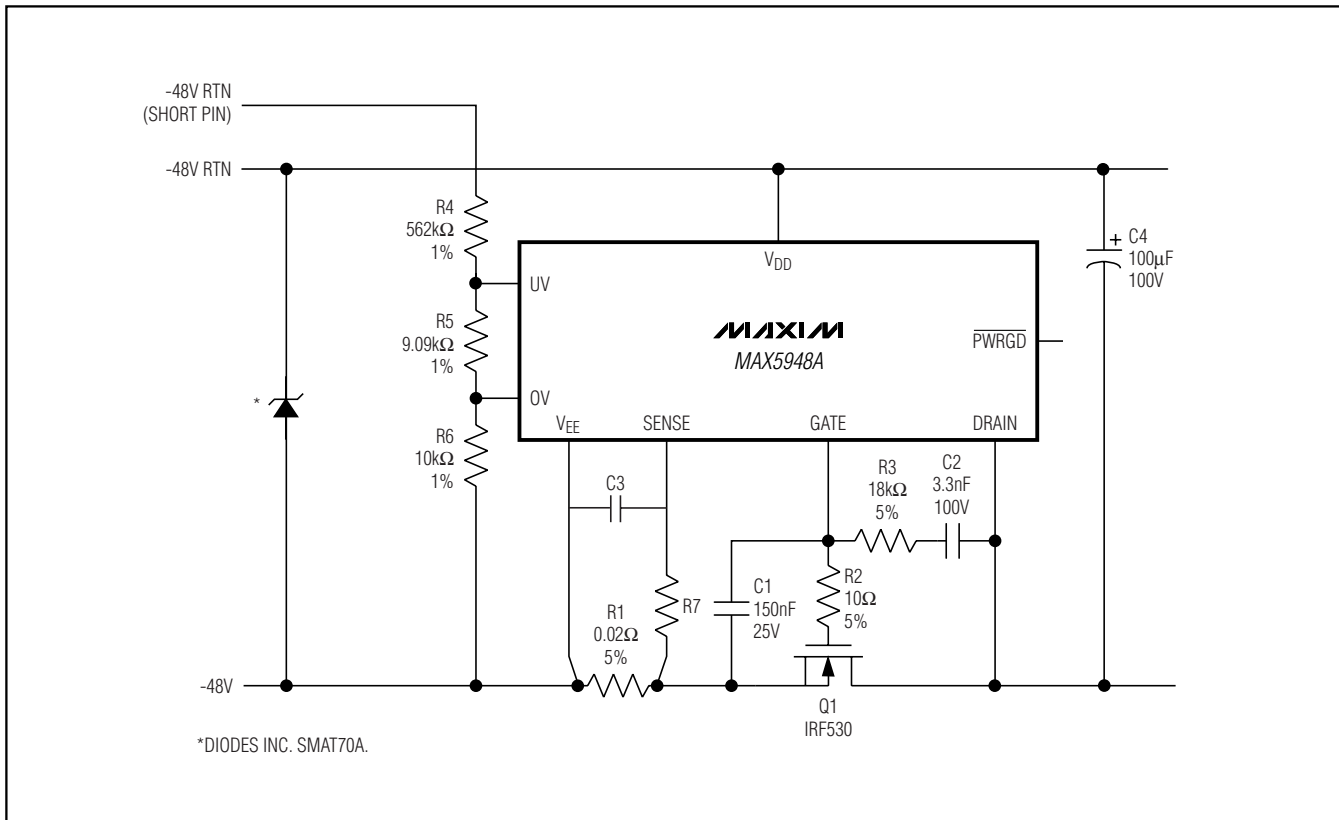 -48V RTN
(SHORT PIN)
-48V RTN
R4
562kΩ
1%
UV
R5
9.09kΩ
1%
OV
R6
10kΩ
1%
*
VDD
MAXIM
MAX5948A
PWRGD
VEE
SENSE
GATE
DRAIN
+
C4
100µF
100V
C3
R7
R1
0.02Ω
5%
C1
150nF
25V
R3
18kΩ
5%
C2
3.3nF
100V
R2
10Ω
5%
-48V
Q1
IRF530
*DIODES INC. SMAT70A.